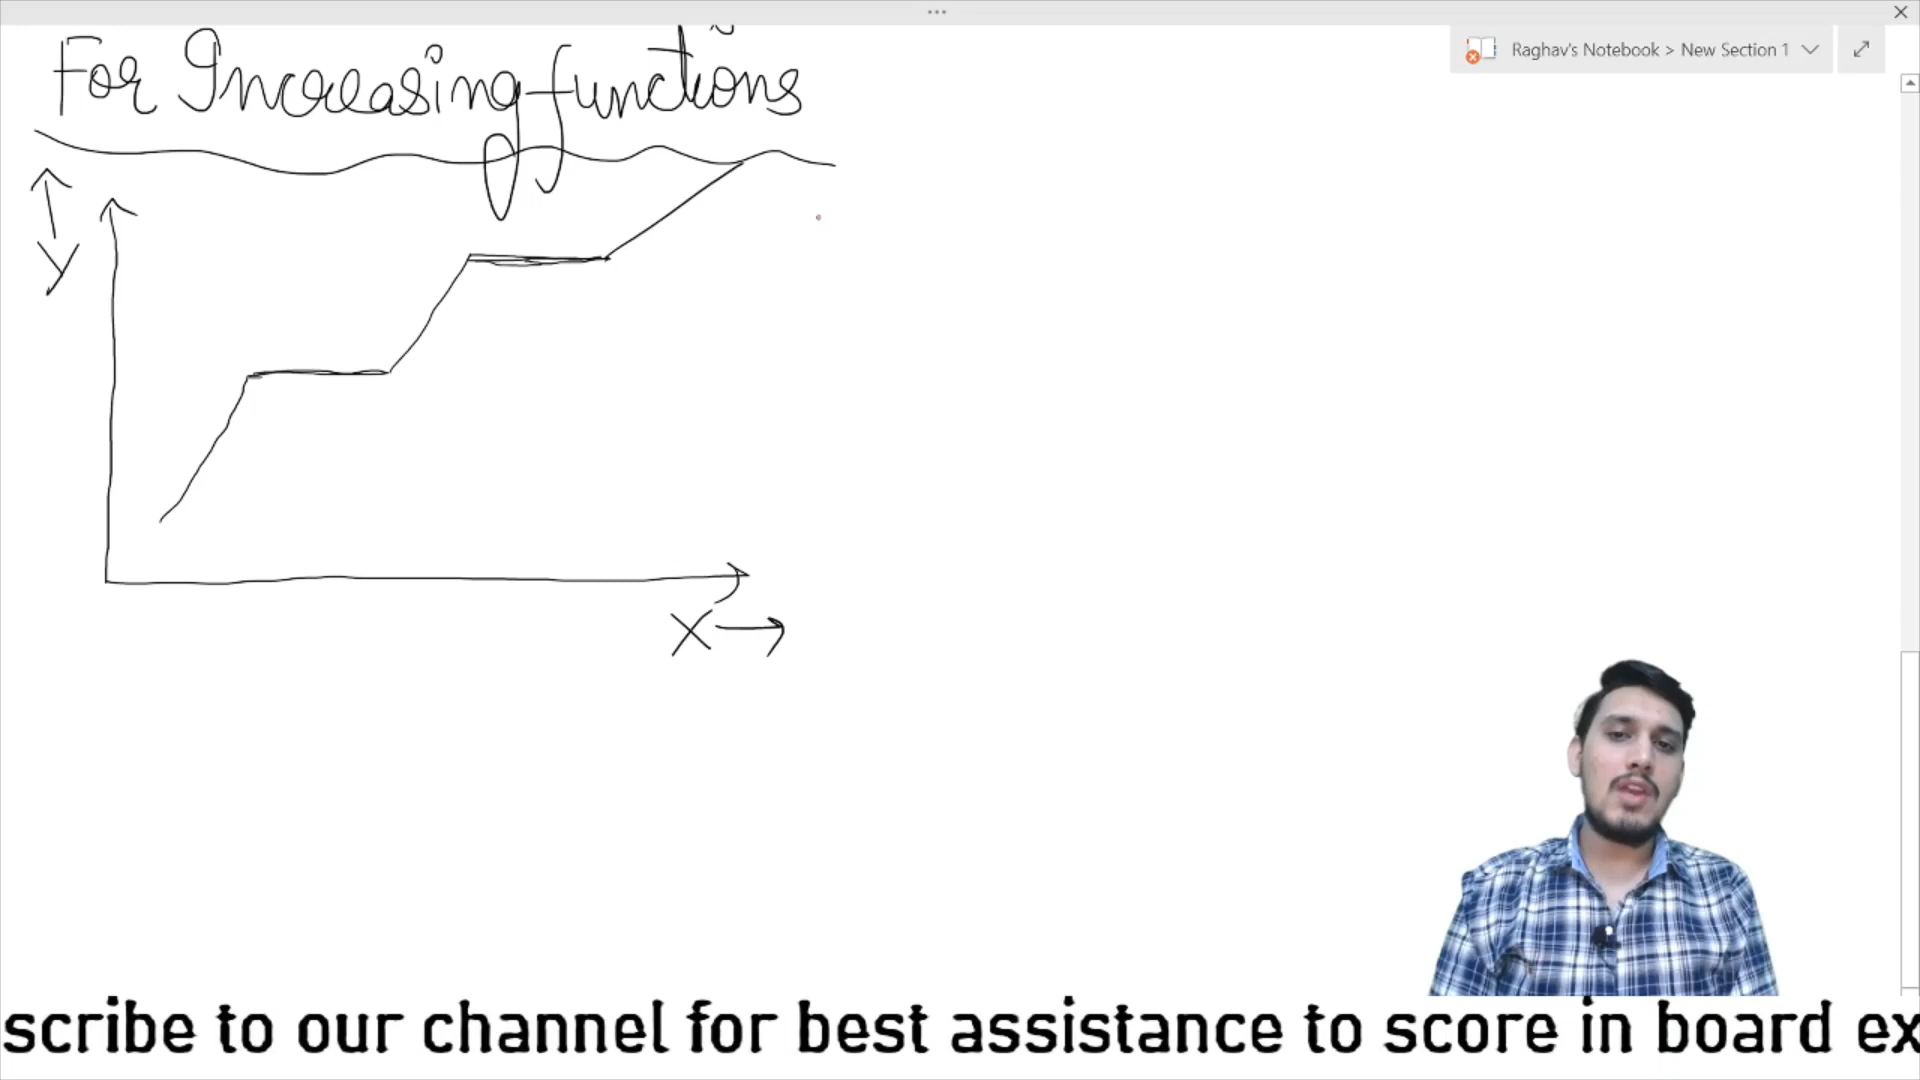 For Increasing functions
Raghav's Notebook > New Section 1
y
X
scribe to our channel for best assistance to score in board ex